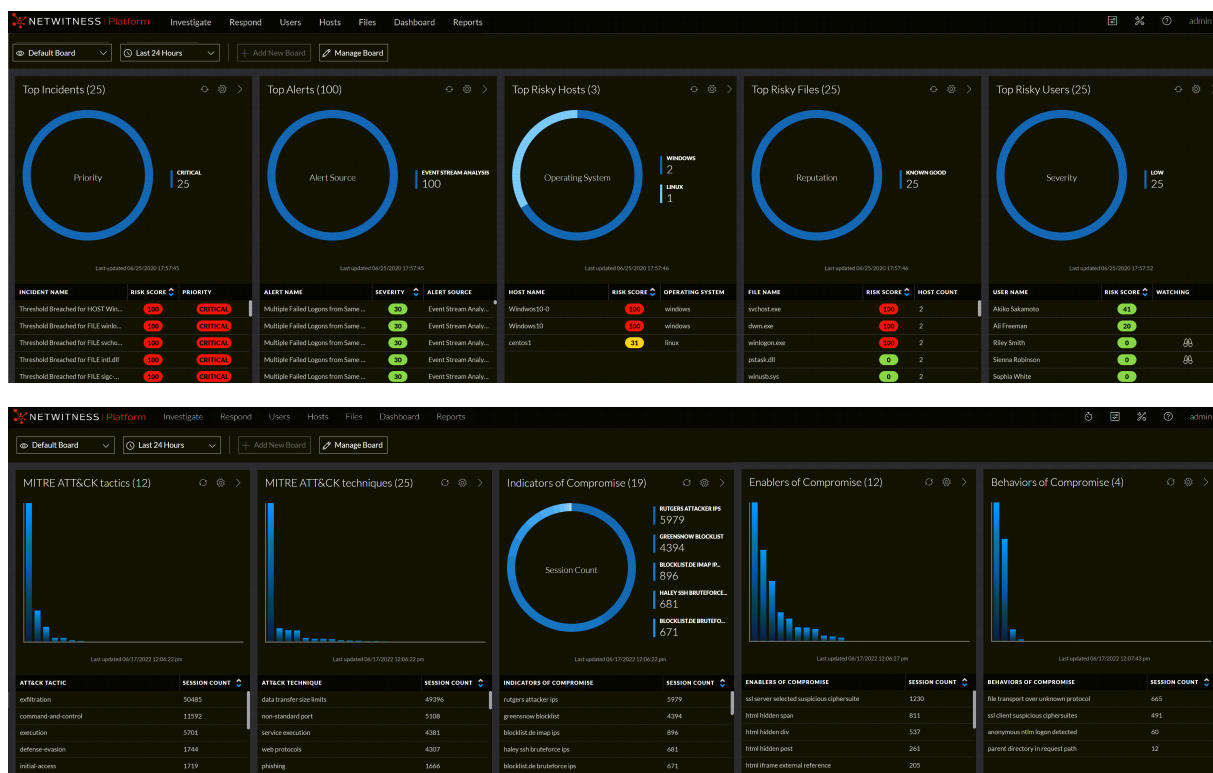 NETWITNESS | Platform Investigate Respond Users Hosts Files Dashboard Reports admin
Default Board Last 24 Hours + Add New Board Manage Board
Top Incidents (25)
Priority
CRITICAL
25
Last updated 06/25/2020 17:57:45
INCIDENT NAME RISK SCORE PRIORITY
Threshold Breached for HOST Win... 100 CRITICAL
Threshold Breached for FILE winlo... 100 CRITICAL
Threshold Breached for FILE svcho... 100 CRITICAL
Threshold Breached for FILE intl.dll 100 CRITICAL
Threshold Breached for FILE sigc-... 100 CRITICAL
Top Alerts (100)
Alert Source
EVENT STREAM ANALYSIS
100
Last updated 06/25/2020 17:57:45
ALERT NAME SEVERITY ALERT SOURCE
Multiple Failed Logons from Same ... 30 Event Stream Analy...
Multiple Failed Logons from Same ... 30 Event Stream Analy...
Multiple Failed Logons from Same ... 30 Event Stream Analy...
Multiple Failed Logons from Same ... 30 Event Stream Analy...
Multiple Failed Logons from Same ... 30 Event Stream Analy...
Top Risky Hosts (3)
Operating System
WINDOWS
2
LINUX
1
Last updated 06/25/2020 17:57:46
HOST NAME RISK SCORE OPERATING SYSTEM
Windwos10-0 100 windows
Windows10 100 windows
centos1 31 linux
Top Risky Files (25)
Reputation
KNOWN GOOD
25
Last updated 06/25/2020 17:57:46
FILE NAME RISK SCORE HOST COUNT
svchost.exe 100 2
dwm.exe 100 2
winlogon.exe 100 2
pstask.dll 0 2
winusb.sys 0 2
Top Risky Users (25)
Severity
LOW
25
Last updated 06/25/2020 17:57:52
USER NAME RISK SCORE WATCHING
Akiko Sakamoto 41
Ali Freeman 20
Riley Smith 0
Sienna Robinson 0
Sophia White 0
NETWITNESS | Platform Investigate Respond Users Hosts Files Dashboard Reports admin
Default Board Last 24 Hours + Add New Board Manage Board
MITRE ATT&CK tactics (12)
Last updated 06/17/2022 12:06:22 pm
ATT&CK TACTIC SESSION COUNT
exfiltration 50485
command-and-control 11592
execution 5701
defense-evasion 1744
initial-access 1719
MITRE ATT&CK techniques (25)
Last updated 06/17/2022 12:06:22 pm
ATT&CK TECHNIQUE SESSION COUNT
data transfer size limits 49396
non-standard port 5108
service execution 4381
web protocols 4307
phishing 1666
Indicators of Compromise (19)
Session Count
RUTGERS ATTACKER IPS
5979
GREENSNOW BLOCKLIST
4394
BLOCKLIST.DE IMAP IP...
896
HALEY SSH BRUTEFORCE...
681
BLOCKLIST.DE BRUTEFO...
671
Last updated 06/17/2022 12:06:22 pm
INDICATORS OF COMPROMISE SESSION COUNT
rutgers attacker ips 5979
greensnow blocklist 4394
blocklist.de imap ips 896
haley ssh bruteforce ips 681
blocklist.de bruteforce ips 671
Enablers of Compromise (12)
Last updated 06/17/2022 12:06:27 pm
ENABLERS OF COMPROMISE SESSION COUNT
ssl server selected suspicious ciphersuite 1230
html hidden span 811
html hidden div 537
html hidden post 261
html iframe external reference 205
Behaviors of Compromise (4)
Last updated 06/17/2022 12:07:43 pm
BEHAVIORS OF COMPROMISE SESSION COUNT
file transport over unknown protocol 665
ssl client suspicious ciphersuites 491
anonymous ntlm logon detected 60
parent directory in request path 12